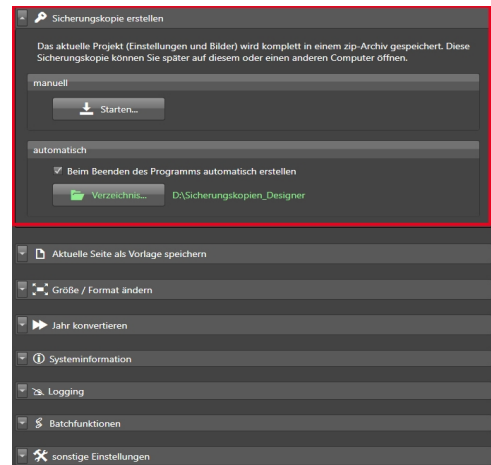 Sicherungskopie erstellen
Das aktuelle Projekt (Einstellungen und Bilder) wird komplett in einem zip-Archiv gespeichert. Diese
Sicherungskopie können Sie später auf diesem oder einen anderen Computer öffnen.
manuell
Starten...
automatisch
Beim Beenden des Programms automatisch erstellen
Verzeichnis... D:\Sicherungskopien_Designer
Aktuelle Seite als Vorlage speichern
Größe / Format ändern
Jahr konvertieren
Systeminformation
Logging
Batchfunktionen
sonstige Einstellungen